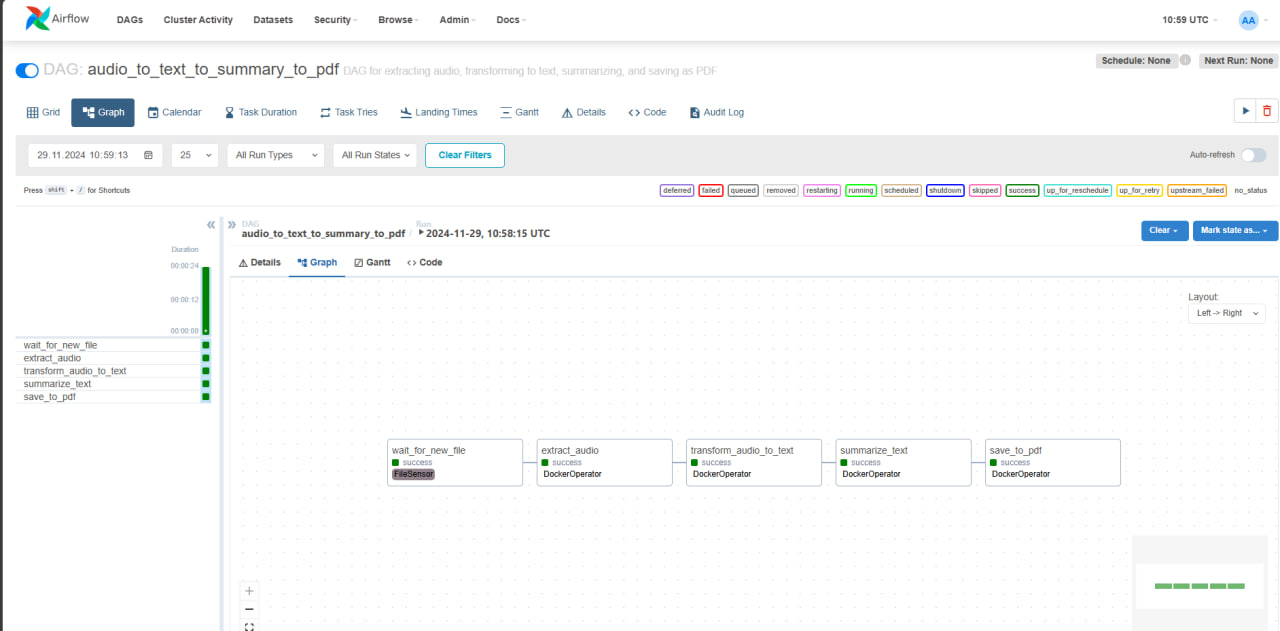 Airflow DAGs Cluster Activity Datasets Security Browse Admin Docs 10:59 UTC AA
DAG: audio_to_text_to_summary_to_pdf DAG for extracting audio, transforming to text, summarizing, and saving as PDF Schedule: None Next Run: None
Grid Graph Calendar Task Duration Task Tries Landing Times Gantt Details <> Code Audit Log
29.11.2024 10:59:13 25 All Run Types All Run States Clear Filters Auto-refresh
Press shift + / for Shortcuts deferred failed queued removed restarting running scheduled shutdown skipped success up_for_reschedule up_for_retry upstream_failed no_status
« » DAG Run
audio_to_text_to_summary_to_pdf / 2024-11-29, 10:58:15 UTC Clear Mark state as...
Duration
Details Graph Gantt <> Code
00:00:24
Layout:
00:00:12
Left -> Right
00:00:00
wait_for_new_file
extract_audio
transform_audio_to_text
summarize_text
save_to_pdf
wait_for_new_file
success
FileSensor
extract_audio
success
DockerOperator
transform_audio_to_text
success
DockerOperator
summarize_text
success
DockerOperator
save_to_pdf
success
DockerOperator